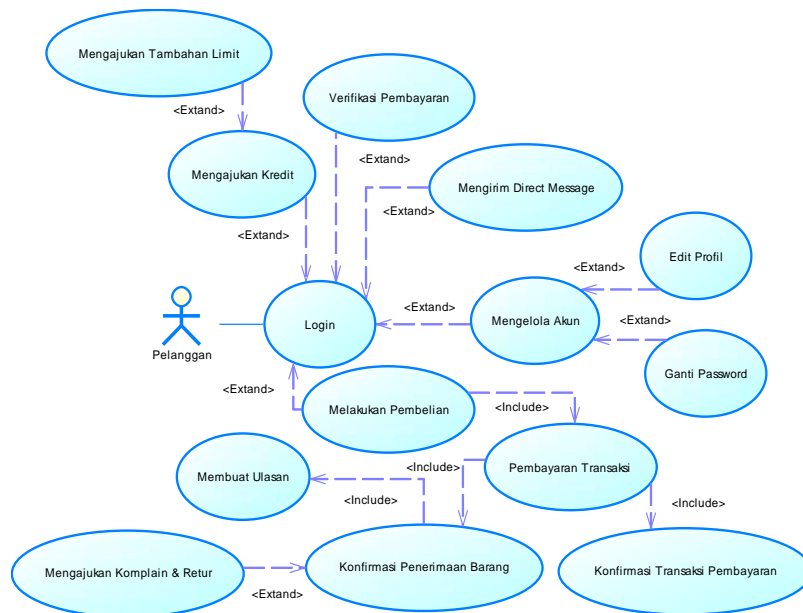 Mengajukan Tambahan Limit
<Extand>
Verifikasi Pembayaran
<Extand>
Mengajukan Kredit
Mengirim Direct Message
<Extand>
<Extand>
Edit Profil
<Extand>
Pelanggan
Login
<Extand>
Mengelola Akun
<Extand>
Ganti Password
<Extand>
Melakukan Pembelian
<Include>
Pembayaran Transaksi
<Include>
Membuat Ulasan
<Include>
<Include>
Mengajukan Komplain & Retur
<Extand>
Konfirmasi Penerimaan Barang
Konfirmasi Transaksi Pembayaran